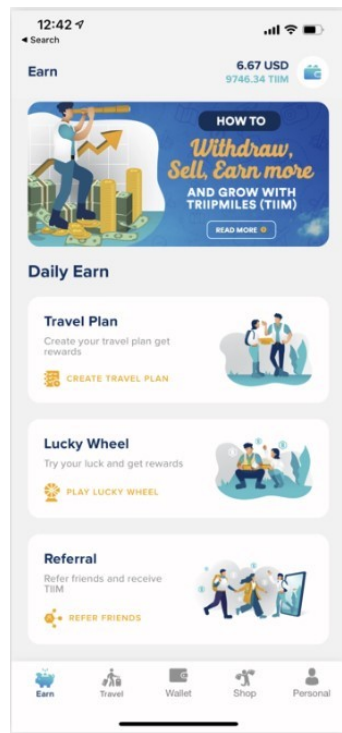 12:42
Search
Earn
6.67 USD
9746.34 TIIM
HOW TO
Withdraw,
Sell, Earn more
AND GROW WITH
TRIIPMILES (TIIM)
READ MORE
Daily Earn
Travel Plan
Create your travel plan get
rewards
CREATE TRAVEL PLAN
Lucky Wheel
Try your luck and get rewards
PLAY LUCKY WHEEL
Referral
Refer friends and receive
TIIM
REFER FRIENDS
Earn
Travel
Wallet
Shop
Personal